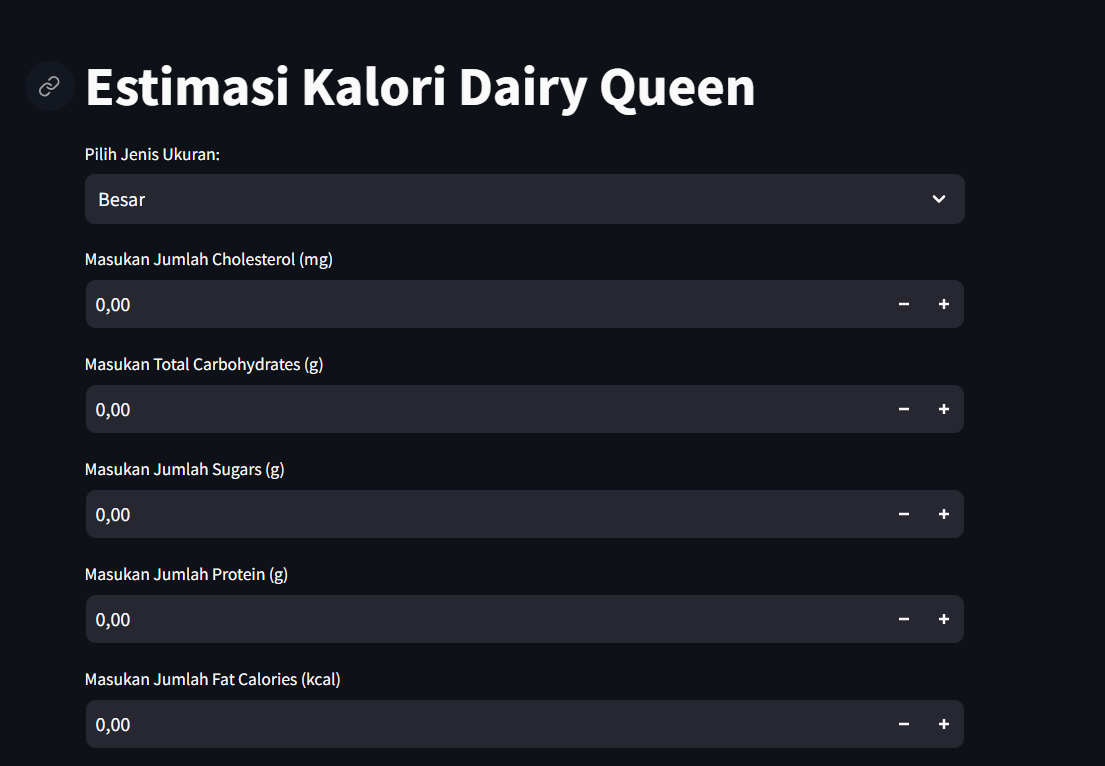 Estimasi Kalori Dairy Queen
Pilih Jenis Ukuran:
Besar
Masukan Jumlah Cholesterol (mg)
0,00
Masukan Total Carbohydrates (g)
0,00
Masukan Jumlah Sugars (g)
0,00
Masukan Jumlah Protein (g)
0,00
Masukan Jumlah Fat Calories (kcal)
0,00